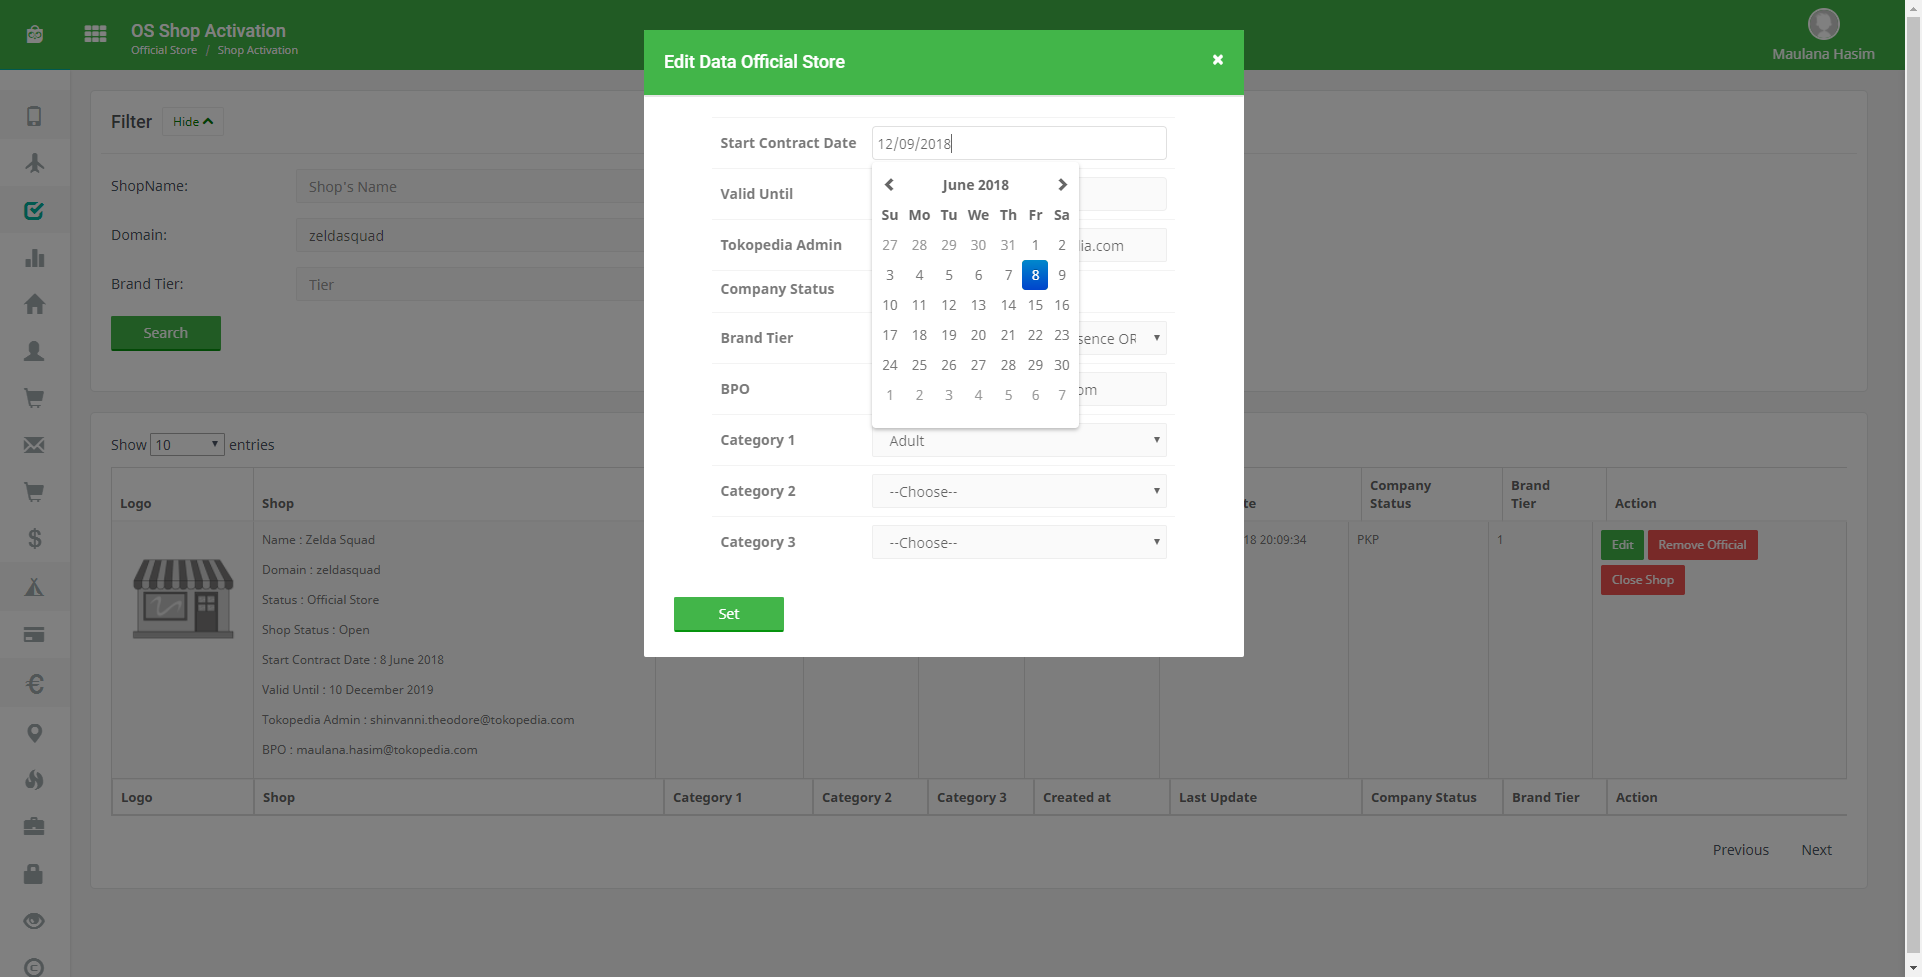 OS Shop Activation
Official Store / Shop Activation
Maulana Hasim
Filter
Hide
ShopName:
Shop's Name
Domain:
zeldasquad
Brand Tier:
Tier
Search
Edit Data Official Store
Start Contract Date
12/09/2018
Valid Until
Tokopedia Admin
ia.com
Company Status
Brand Tier
sence OR
BPO
om
Category 1
Adult
Category 2
--Choose--
Category 3
--Choose--
Set
June 2018
Su Mo Tu We Th Fr Sa
27 28 29 30 31 1 2
3 4 5 6 7 8 9
10 11 12 13 14 15 16
17 18 19 20 21 22 23
24 25 26 27 28 29 30
1 2 3 4 5 6 7
Show 10 entries
Logo
Shop
te
Company
Status
Brand
Tier
Action
Name : Zelda Squad
Domain : zeldasquad
Status : Official Store
Shop Status : Open
Start Contract Date : 8 June 2018
Valid Until : 10 December 2019
Tokopedia Admin : shinvanni.theodore@tokopedia.com
BPO : maulana.hasim@tokopedia.com
18 20:09:34
PKP
1
Edit
Remove Official
Close Shop
Logo Shop Category 1 Category 2 Category 3 Created at Last Update Company Status Brand Tier Action
Previous Next